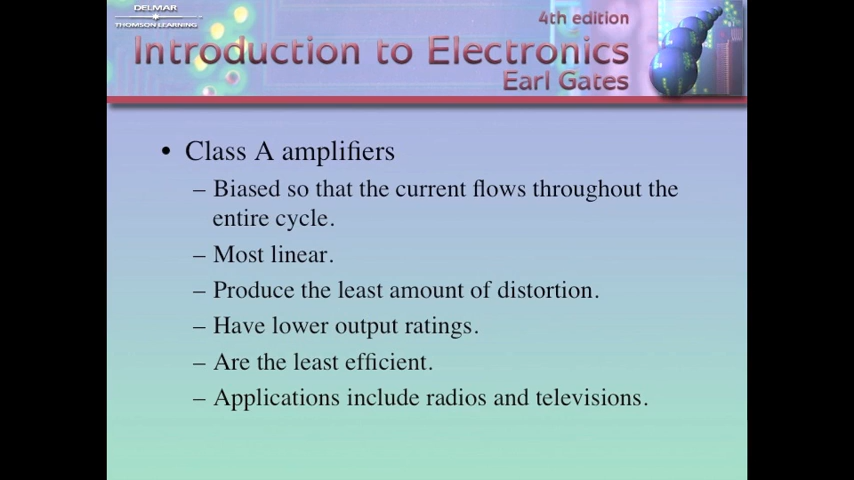 DELMAR
THOMSON LEARNING
4th edition
Introduction to Electronics
Earl Gates
• Class A amplifiers
– Biased so that the current flows throughout the
entire cycle.
– Most linear.
– Produce the least amount of distortion.
– Have lower output ratings.
– Are the least efficient.
– Applications include radios and televisions.